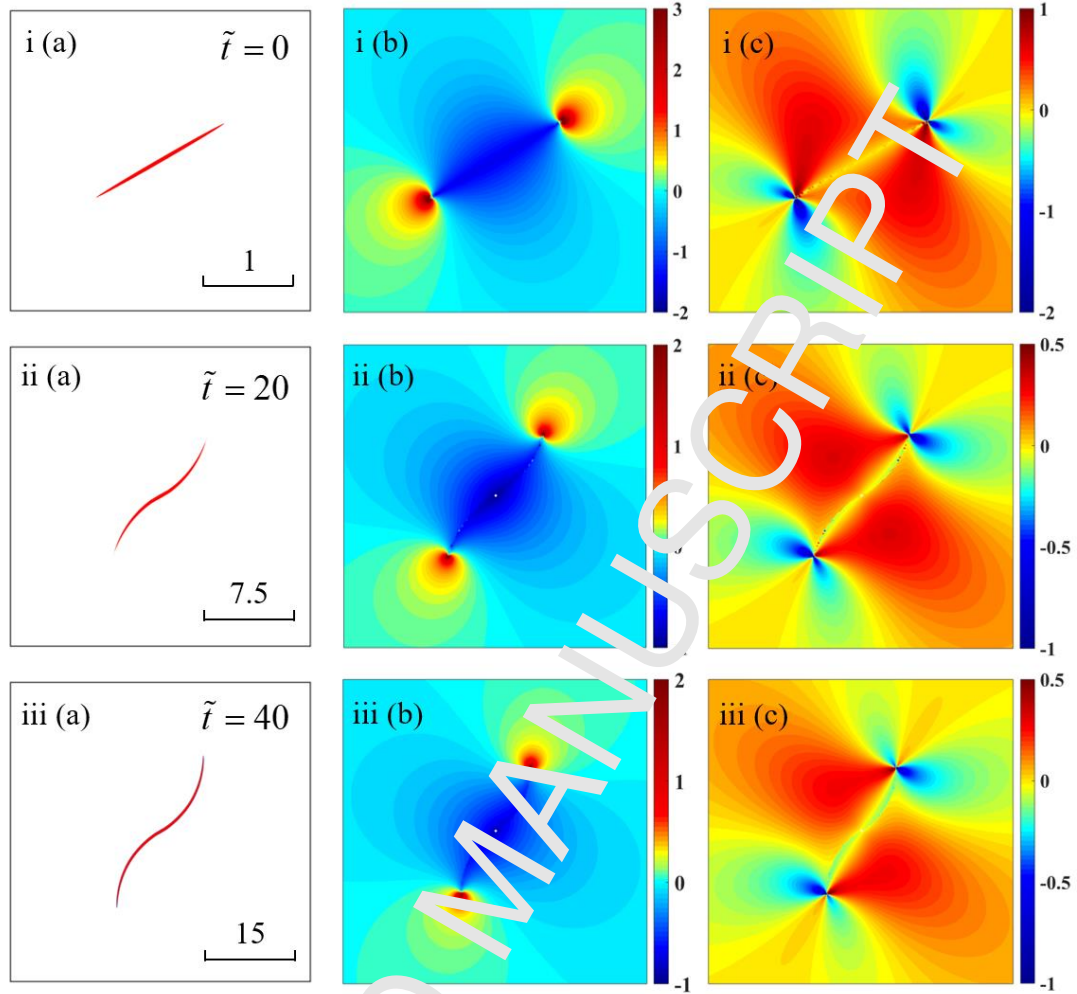 i (a)
t̃ = 0
1
i (b)
3
2
1
0
-1
-2
i (c)
1
0
-1
-2
ii (a)
t̃ = 20
7.5
ii (b)
2
1
ii (c)
0.5
0
-0.5
-1
iii (a)
t̃ = 40
15
iii (b)
2
1
0
-1
iii (c)
0.5
0
-0.5
-1
MANUSCRIPT